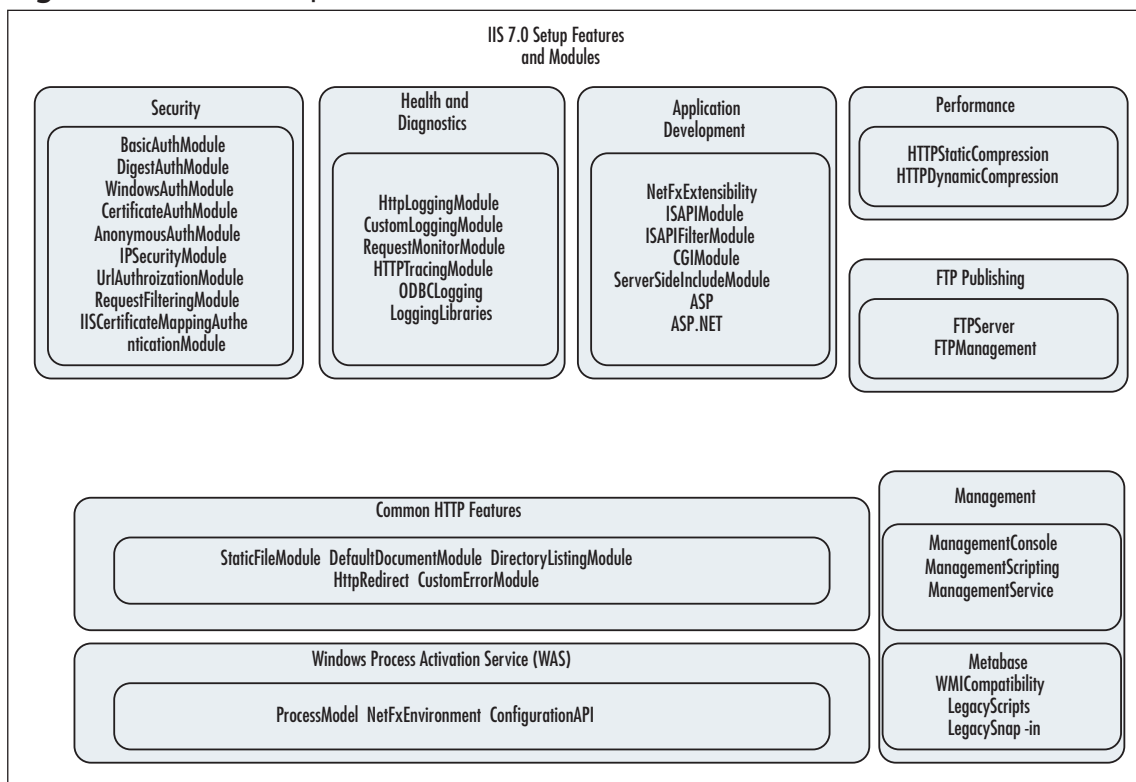 IIS 7.0 Setup Features
and Modules
Security
BasicAuthModule
DigestAuthModule
WindowsAuthModule
CertificateAuthModule
AnonymousAuthModule
IPSecurityModule
UrlAuthroizationModule
RequestFilteringModule
IISCertificateMappingAuthe
nticationModule
Health and
Diagnostics
HttpLoggingModule
CustomLoggingModule
RequestMonitorModule
HTTPTracingModule
ODBCLogging
LoggingLibraries
Application
Development
NetFxExtensibility
ISAPIModule
ISAPIFilterModule
CGIModule
ServerSideIncludeModule
ASP
ASP.NET
Performance
HTTPStaticCompression
HTTPDynamicCompression
FTP Publishing
FTPServer
FTPManagement
Common HTTP Features
StaticFileModule DefaultDocumentModule DirectoryListingModule
HttpRedirect CustomErrorModule
Windows Process Activation Service (WAS)
ProcessModel NetFxEnvironment ConfigurationAPI
Management
ManagementConsole
ManagementScripting
ManagementService
Metabase
WMICompatibility
LegacyScripts
LegacySnap -in